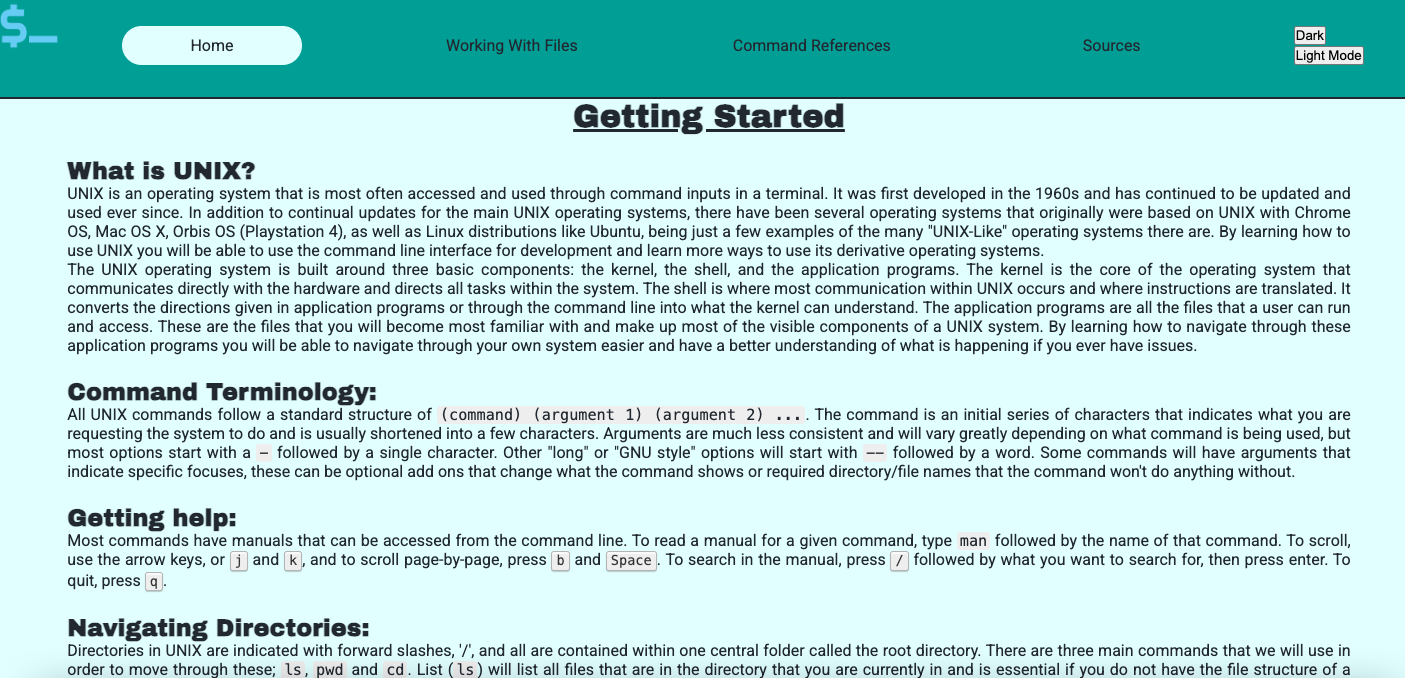 $_
Home
Working With Files
Command References
Sources
Dark
Light Mode
Getting Started
What is UNIX?
UNIX is an operating system that is most often accessed and used through command inputs in a terminal. It was first developed in the 1960s and has continued to be updated and
used ever since. In addition to continual updates for the main UNIX operating systems, there have been several operating systems that originally were based on UNIX with Chrome
OS, Mac OS X, Orbis OS (Playstation 4), as well as Linux distributions like Ubuntu, being just a few examples of the many "UNIX-Like" operating systems there are. By learning how to
use UNIX you will be able to use the command line interface for development and learn more ways to use its derivative operating systems.
The UNIX operating system is built around three basic components: the kernel, the shell, and the application programs. The kernel is the core of the operating system that
communicates directly with the hardware and directs all tasks within the system. The shell is where most communication within UNIX occurs and where instructions are translated. It
converts the directions given in application programs or through the command line into what the kernel can understand. The application programs are all the files that a user can run
and access. These are the files that you will become most familiar with and make up most of the visible components of a UNIX system. By learning how to navigate through these
application programs you will be able to navigate through your own system easier and have a better understanding of what is happening if you ever have issues.
Command Terminology:
All UNIX commands follow a standard structure of (command) (argument 1) (argument 2) .... The command is an initial series of characters that indicates what you are
requesting the system to do and is usually shortened into a few characters. Arguments are much less consistent and will vary greatly depending on what command is being used, but
most options start with a - followed by a single character. Other "long" or "GNU style" options will start with -- followed by a word. Some commands will have arguments that
indicate specific focuses, these can be optional add ons that change what the command shows or required directory/file names that the command won't do anything without.
Getting help:
Most commands have manuals that can be accessed from the command line. To read a manual for a given command, type man followed by the name of that command. To scroll,
use the arrow keys, or j and k, and to scroll page-by-page, press b and Space. To search in the manual, press / followed by what you want to search for, then press enter. To
quit, press q.
Navigating Directories:
Directories in UNIX are indicated with forward slashes, '/', and all are contained within one central folder called the root directory. There are three main commands that we will use in
order to move through these; ls, pwd and cd. List (ls) will list all files that are in the directory that you are currently in and is essential if you do not have the file structure of a